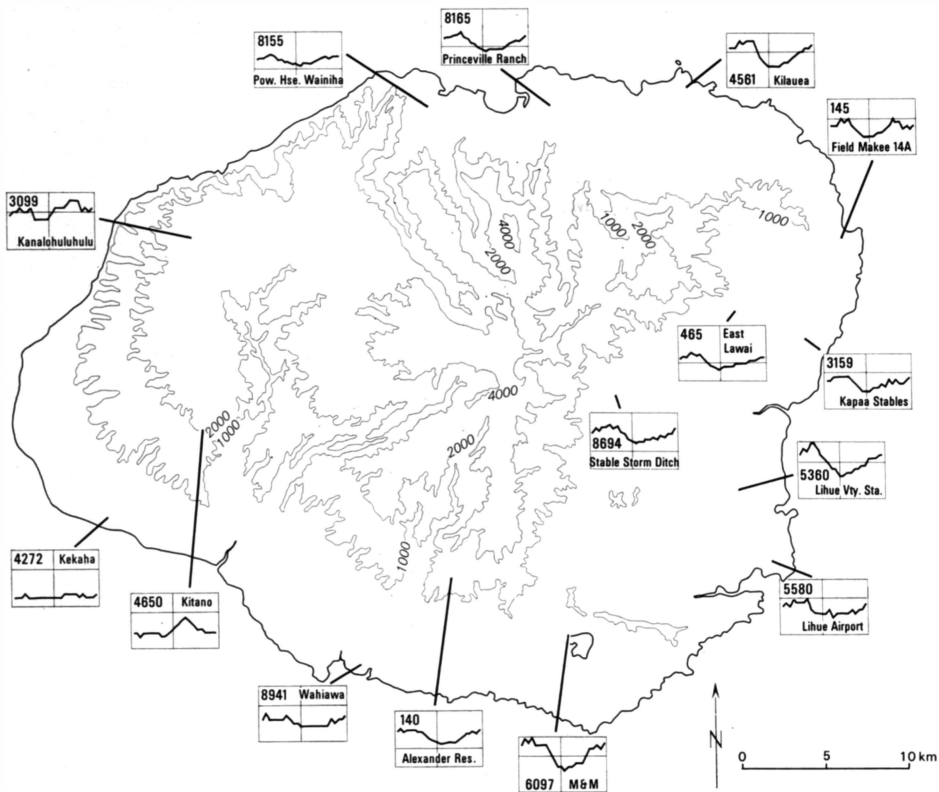 8165
Princeville Ranch
8155
Pow. Hse. Wainiha
4561 Kilauea
145
Field Makee 14A
3099
Kanalohuluhulu
1000
1000
2000
4000
2000
465 East
Lawai
3159
Kapaa Stables
4000
2000
1000
8694
Stable Storm Ditch
2000
5360
Lihue Vty. Sta.
1000
4272 Kekaha
4650 Kitano
5580
Lihue Airport
8941 Wahiawa
140
Alexander Res.
6097 M&M
N
0 5 10 km